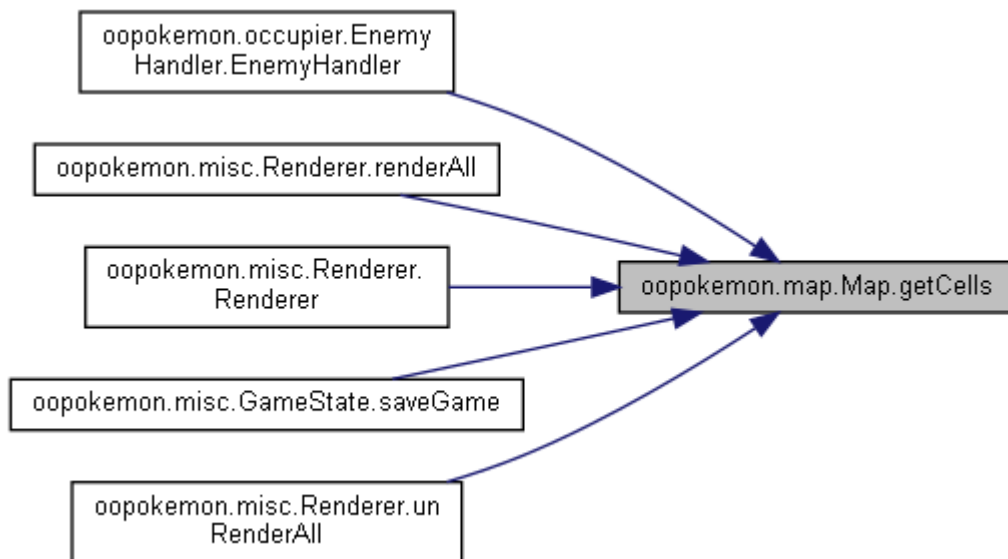 oopokemon.occupier.Enemy
Handler.EnemyHandler
oopokemon.misc.Renderer.renderAll
oopokemon.misc.Renderer.
Renderer
oopokemon.map.Map.getCells
oopokemon.misc.GameState.saveGame
oopokemon.misc.Renderer.un
RenderAll